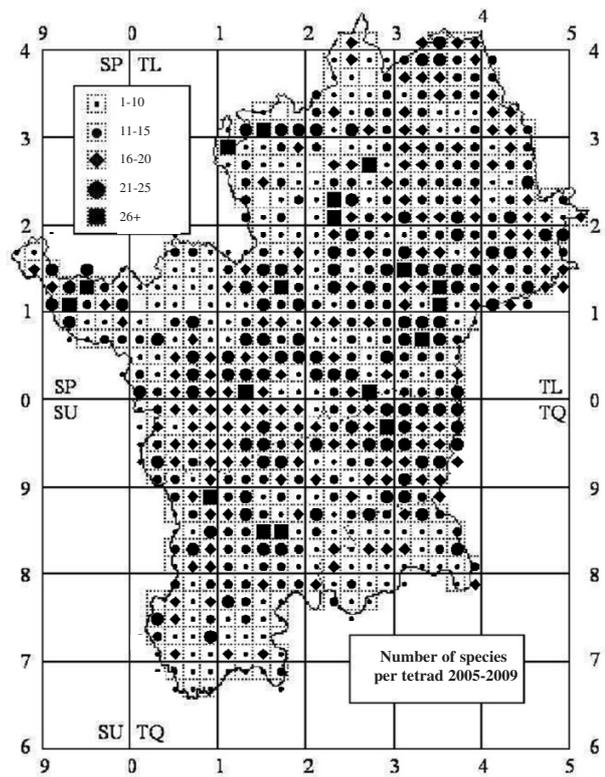 9 0 1 2 3 4 5
4 SP TL 4
1-10
11-15
3 16-20 3
21-25
26+
2 2
1 1
SP TL
0 0
SU TQ
9 9
8 8
7 Number of species 7
per tetrad 2005-2009
SU TQ
6 6
9 0 1 2 3 4 5